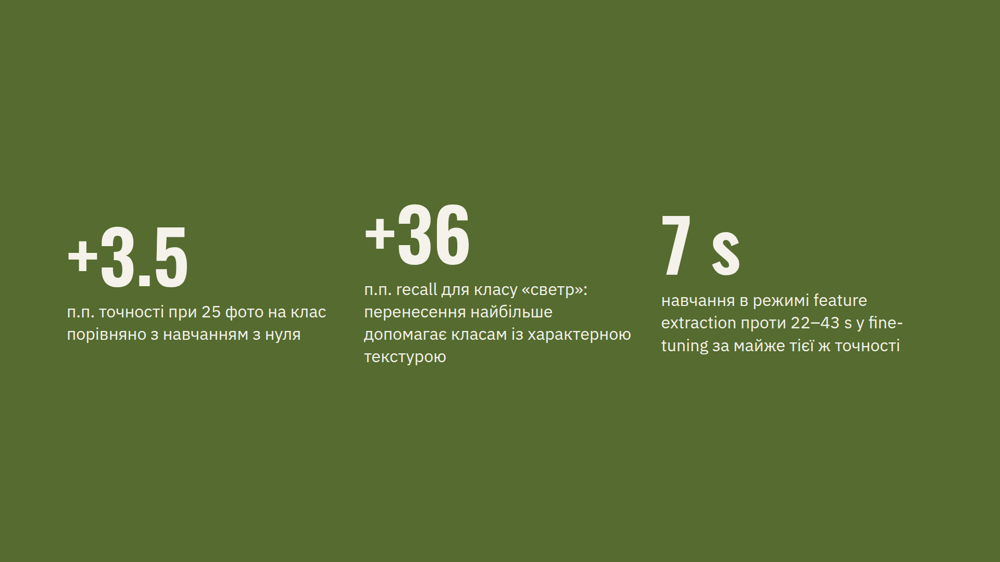 +3.5
п.п. точності при 25 фото на клас
порівняно з навчанням з нуля
+36
п.п. recall для класу «светр»:
перенесення найбільше
допомагає класам із характерною
текстурою
7 s
навчання в режимі feature
extraction проти 22–43 s у fine-
tuning за майже тієї ж точності